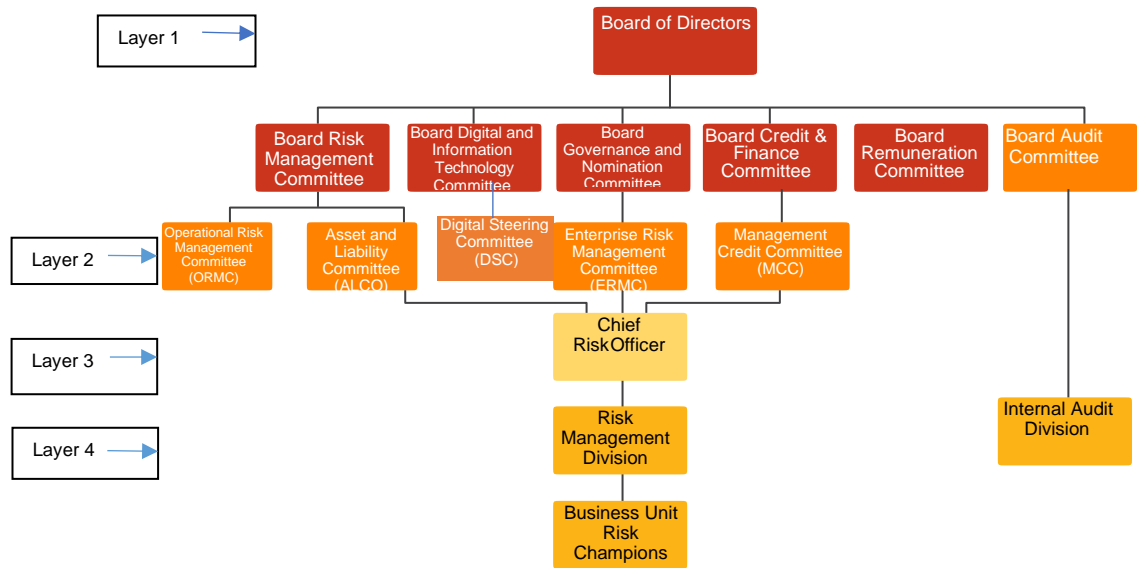 Board of Directors
Layer 1
Board Risk
Management
Committee
Board Digital and
Information
Technology
Committee
Board
Governance and
Nomination
Committee
Board Credit &
Finance
Committee
Board
Remuneration
Committee
Board Audit
Committee
Layer 2
Operational Risk
Management
Committee
(ORMC)
Asset and
Liability
Committee
(ALCO)
Digital Steering
Committee
(DSC)
Enterprise Risk
Management
Committee
(ERMC)
Management
Credit Committee
(MCC)
Layer 3
Chief
RiskOfficer
Layer 4
Risk
Management
Division
Internal Audit
Division
Business Unit
Risk
Champions